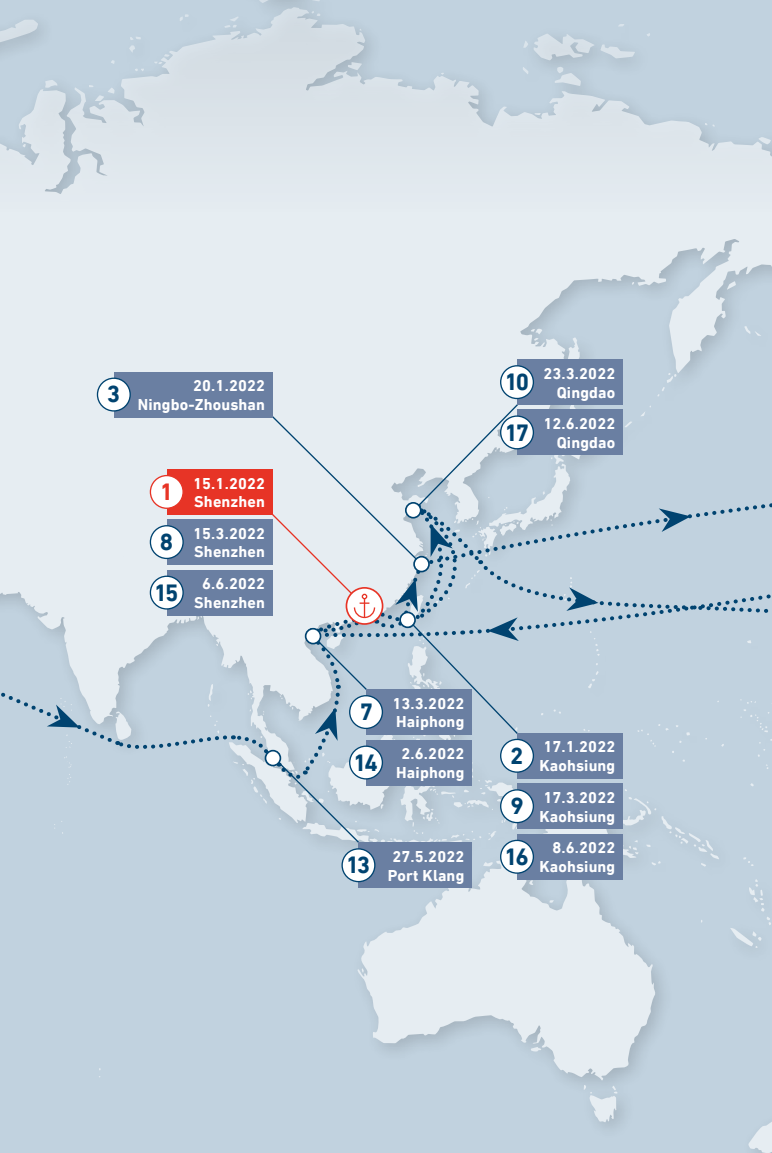 3
20.1.2022
Ningbo-Zhoushan
10
23.3.2022
Qingdao
17
12.6.2022
Qingdao
1
15.1.2022
Shenzhen
8
15.3.2022
Shenzhen
15
6.6.2022
Shenzhen
7
13.3.2022
Haiphong
14
2.6.2022
Haiphong
2
17.1.2022
Kaohsiung
9
17.3.2022
Kaohsiung
16
8.6.2022
Kaohsiung
13
27.5.2022
Port Klang